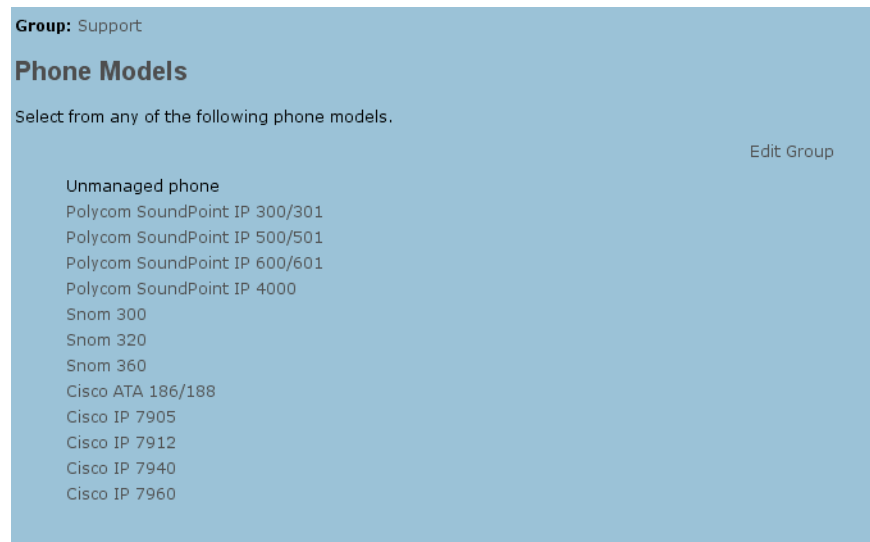 Group: Support
Phone Models
Select from any of the following phone models.
Edit Group
Unmanaged phone
Polycom SoundPoint IP 300/301
Polycom SoundPoint IP 500/501
Polycom SoundPoint IP 600/601
Polycom SoundPoint IP 4000
Snom 300
Snom 320
Snom 360
Cisco ATA 186/188
Cisco IP 7905
Cisco IP 7912
Cisco IP 7940
Cisco IP 7960